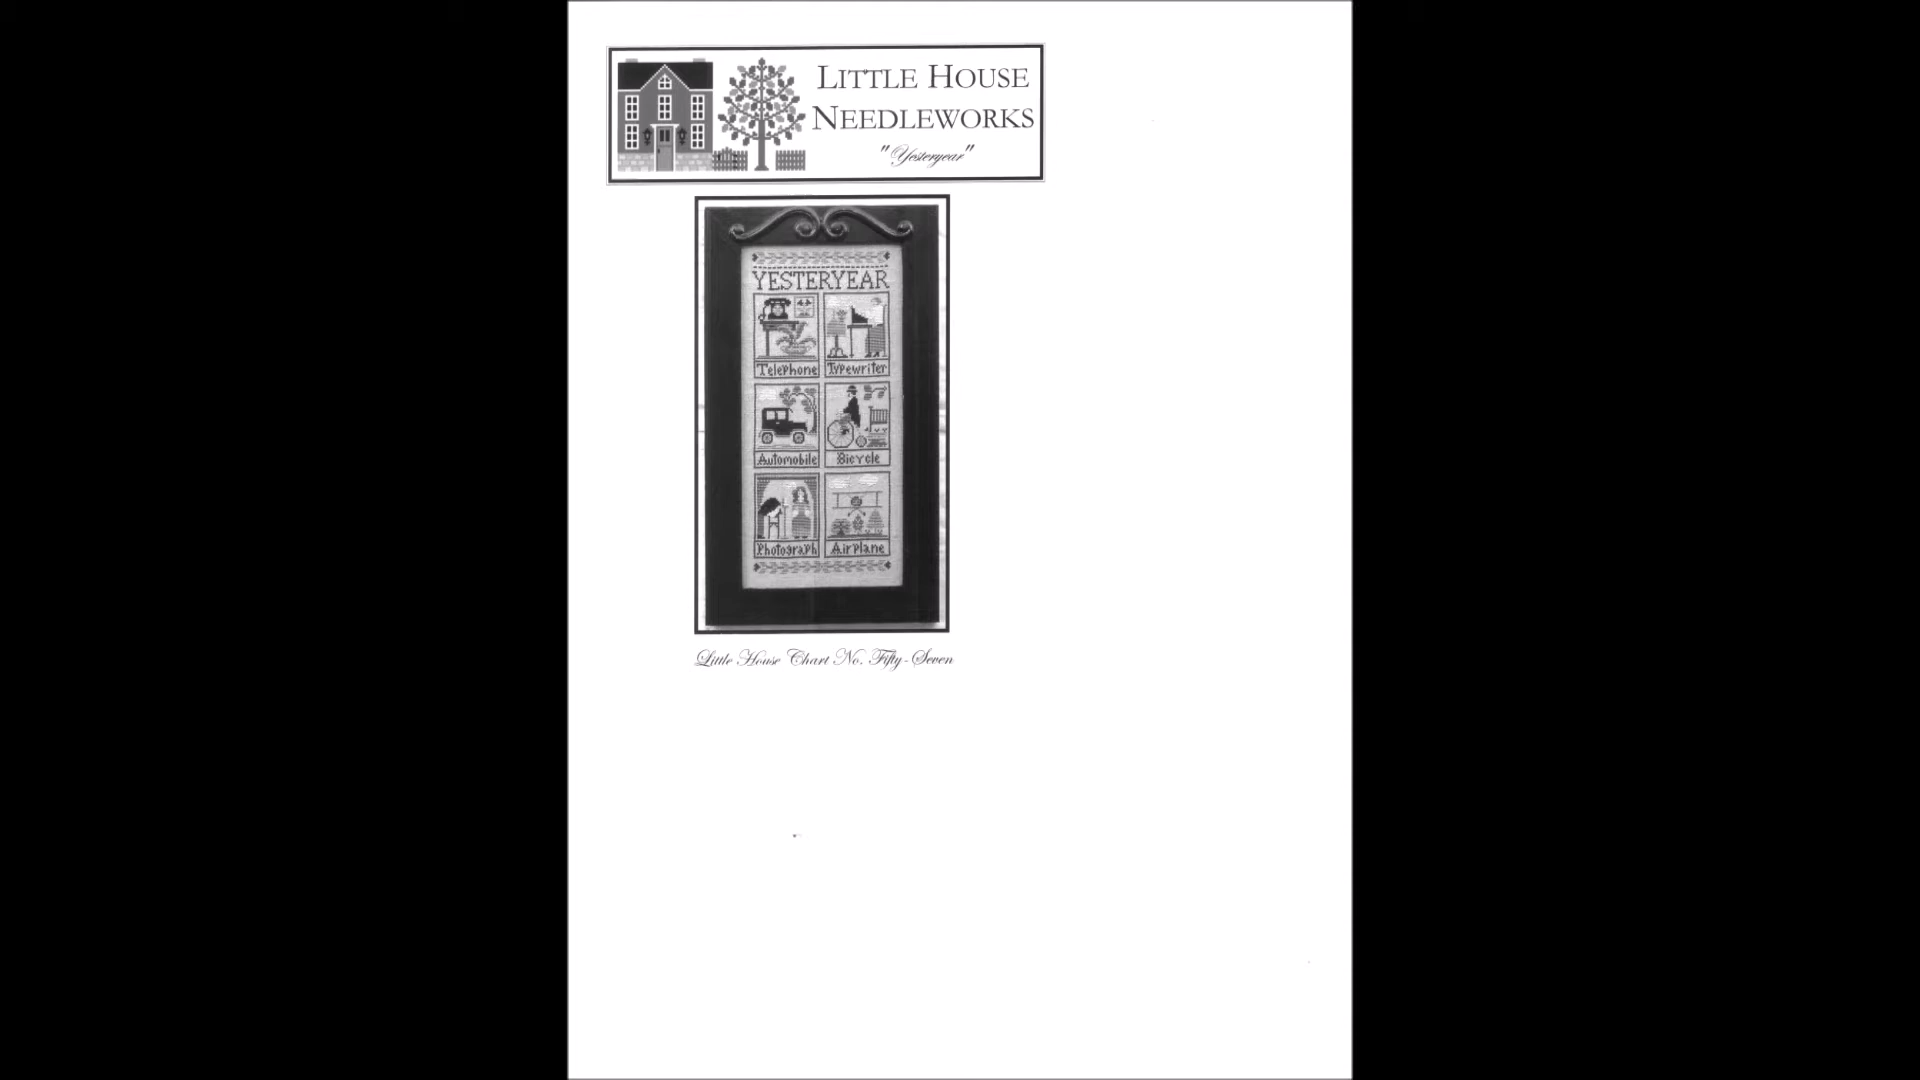 LITTLE HOUSE
NEEDLEWORKS
"Yesteryear"
YESTERYEAR
Telephone
Typewriter
Automobile
Bicycle
Photograph
Airplane
Little House Chart No. Fifty-Seven